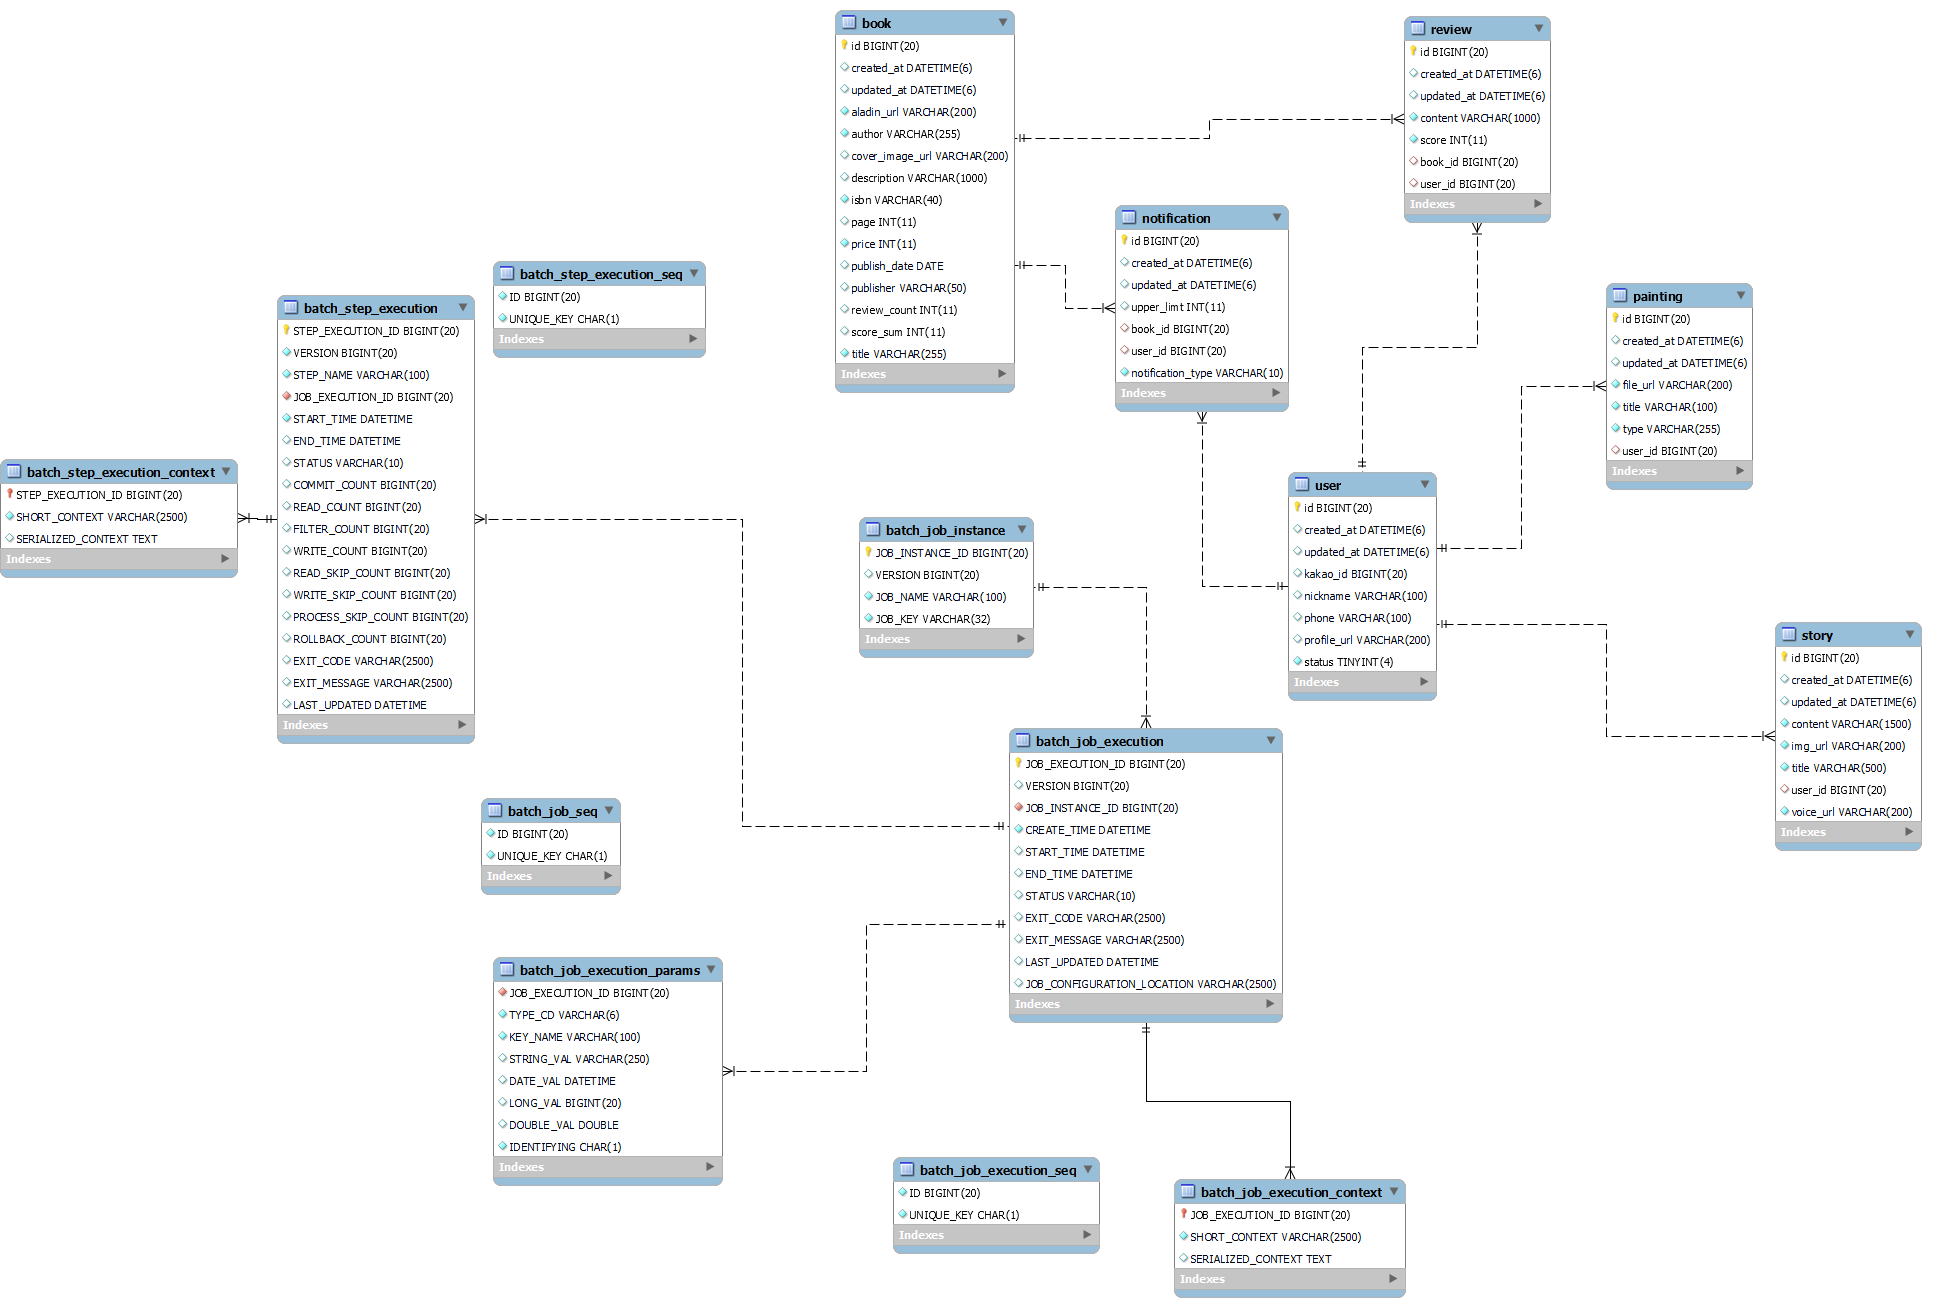 book
id BIGINT(20)
created_at DATETIME(6)
updated_at DATETIME(6)
aladin_url VARCHAR(200)
author VARCHAR(255)
cover_image_url VARCHAR(200)
description VARCHAR(1000)
isbn VARCHAR(40)
page INT(11)
price INT(11)
publish_date DATE
publisher VARCHAR(50)
review_count INT(11)
score_sum INT(11)
title VARCHAR(255)
Indexes
review
id BIGINT(20)
created_at DATETIME(6)
updated_at DATETIME(6)
content VARCHAR(1000)
score INT(11)
book_id BIGINT(20)
user_id BIGINT(20)
Indexes
notification
id BIGINT(20)
created_at DATETIME(6)
updated_at DATETIME(6)
upper_limt INT(11)
book_id BIGINT(20)
user_id BIGINT(20)
notification_type VARCHAR(10)
Indexes
batch_step_execution_seq
ID BIGINT(20)
UNIQUE_KEY CHAR(1)
Indexes
painting
id BIGINT(20)
created_at DATETIME(6)
updated_at DATETIME(6)
file_url VARCHAR(200)
title VARCHAR(100)
type VARCHAR(255)
user_id BIGINT(20)
Indexes
batch_step_execution
STEP_EXECUTION_ID BIGINT(20)
VERSION BIGINT(20)
STEP_NAME VARCHAR(100)
JOB_EXECUTION_ID BIGINT(20)
START_TIME DATETIME
END_TIME DATETIME
STATUS VARCHAR(10)
COMMIT_COUNT BIGINT(20)
READ_COUNT BIGINT(20)
FILTER_COUNT BIGINT(20)
WRITE_COUNT BIGINT(20)
READ_SKIP_COUNT BIGINT(20)
WRITE_SKIP_COUNT BIGINT(20)
PROCESS_SKIP_COUNT BIGINT(20)
ROLLBACK_COUNT BIGINT(20)
EXIT_CODE VARCHAR(2500)
EXIT_MESSAGE VARCHAR(2500)
LAST_UPDATED DATETIME
Indexes
batch_step_execution_context
STEP_EXECUTION_ID BIGINT(20)
SHORT_CONTEXT VARCHAR(2500)
SERIALIZED_CONTEXT TEXT
Indexes
user
id BIGINT(20)
created_at DATETIME(6)
updated_at DATETIME(6)
kakao_id BIGINT(20)
nickname VARCHAR(100)
phone VARCHAR(100)
profile_url VARCHAR(200)
status TINYINT(4)
Indexes
batch_job_instance
JOB_INSTANCE_ID BIGINT(20)
VERSION BIGINT(20)
JOB_NAME VARCHAR(100)
JOB_KEY VARCHAR(32)
Indexes
story
id BIGINT(20)
created_at DATETIME(6)
updated_at DATETIME(6)
content VARCHAR(1500)
img_url VARCHAR(200)
title VARCHAR(500)
user_id BIGINT(20)
voice_url VARCHAR(200)
Indexes
batch_job_execution
JOB_EXECUTION_ID BIGINT(20)
VERSION BIGINT(20)
JOB_INSTANCE_ID BIGINT(20)
CREATE_TIME DATETIME
START_TIME DATETIME
END_TIME DATETIME
STATUS VARCHAR(10)
EXIT_CODE VARCHAR(2500)
EXIT_MESSAGE VARCHAR(2500)
LAST_UPDATED DATETIME
JOB_CONFIGURATION_LOCATION VARCHAR(2500)
Indexes
batch_job_seq
ID BIGINT(20)
UNIQUE_KEY CHAR(1)
Indexes
batch_job_execution_params
JOB_EXECUTION_ID BIGINT(20)
TYPE_CD VARCHAR(6)
KEY_NAME VARCHAR(100)
STRING_VAL VARCHAR(250)
DATE_VAL DATETIME
LONG_VAL BIGINT(20)
DOUBLE_VAL DOUBLE
IDENTIFYING CHAR(1)
Indexes
batch_job_execution_seq
ID BIGINT(20)
UNIQUE_KEY CHAR(1)
Indexes
batch_job_execution_context
JOB_EXECUTION_ID BIGINT(20)
SHORT_CONTEXT VARCHAR(2500)
SERIALIZED_CONTEXT TEXT
Indexes